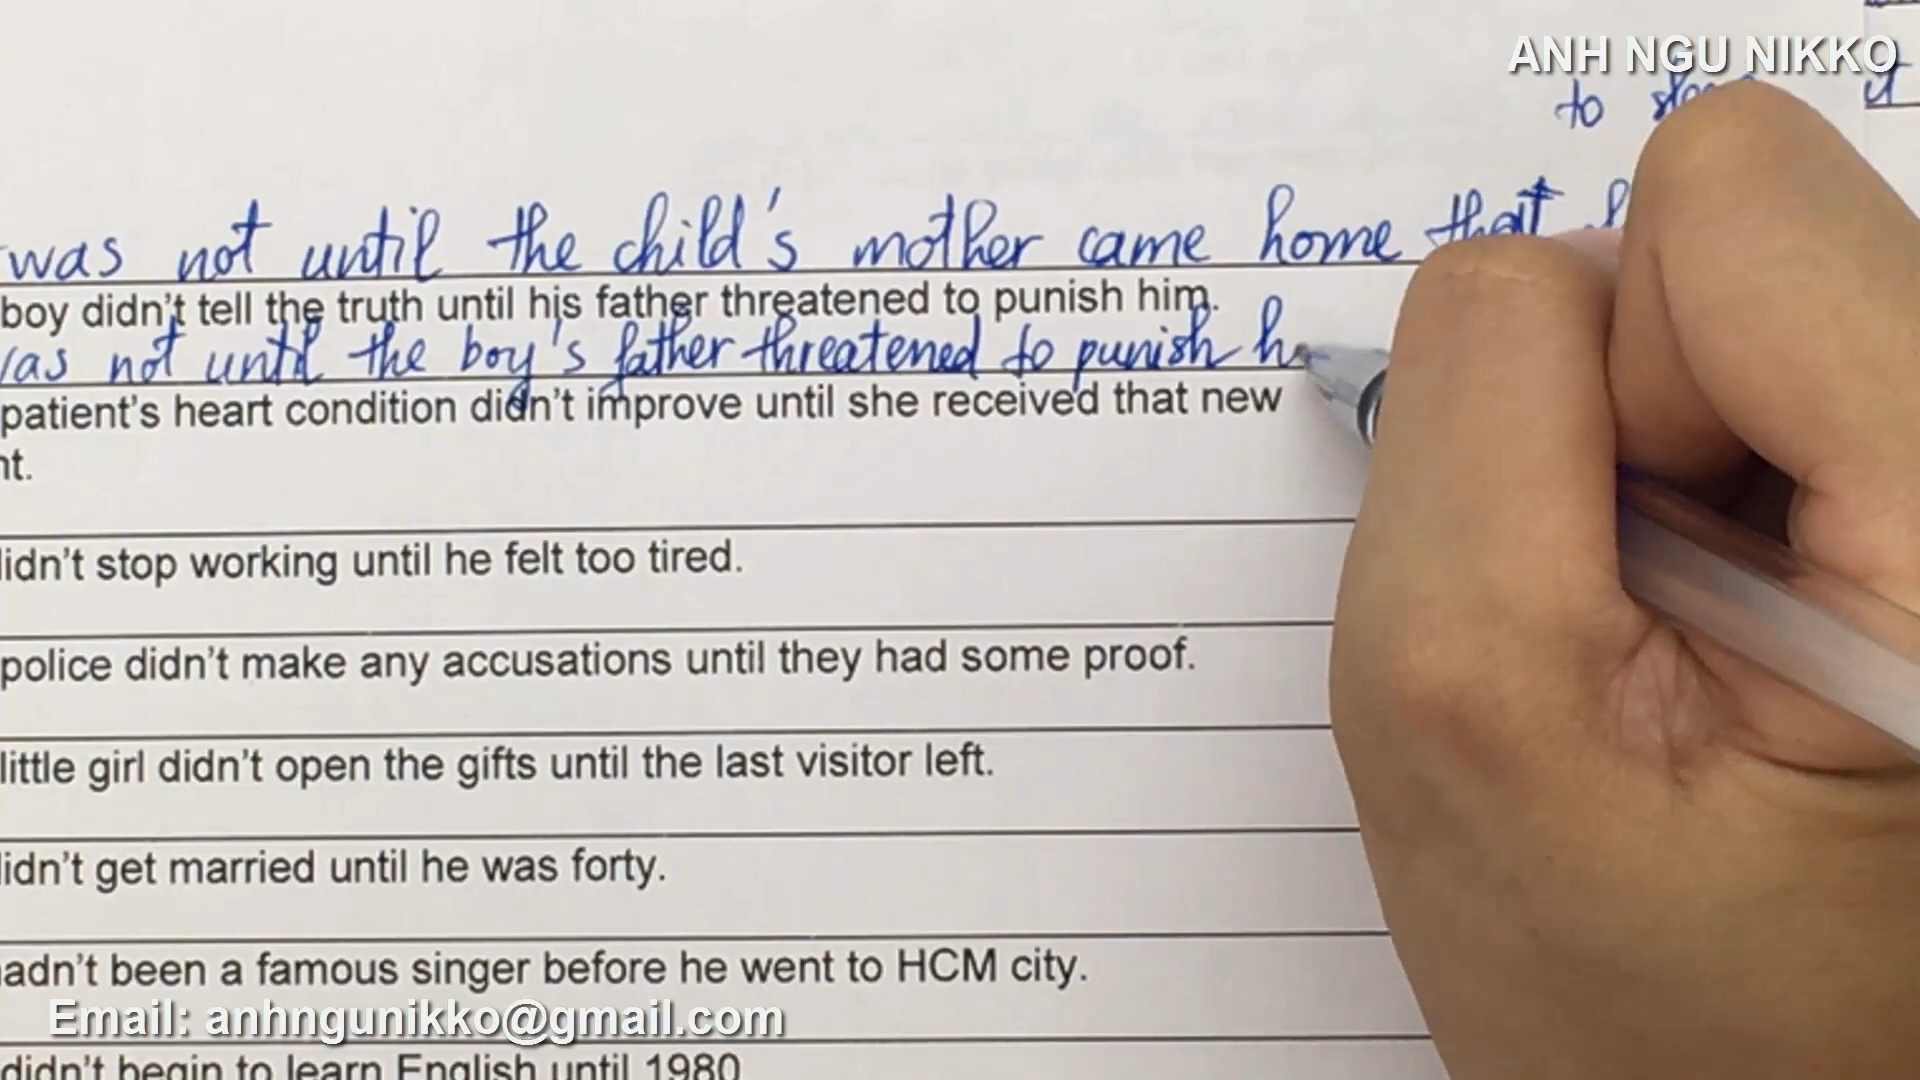 ANH NGU NIKKO
to
it
was not until the child's mother came home that
boy didn't tell the truth until his father threatened to punish him.
was not until the boy's father threatened to punish
patient's heart condition didn't improve until she received that new
nt.
didn't stop working until he felt too tired.
police didn't make any accusations until they had some proof.
little girl didn't open the gifts until the last visitor left.
didn't get married until he was forty.
hadn't been a famous singer before he went to HCM city.
Email: anhngunikko@gmail.com
didn't begin to learn English until 1980